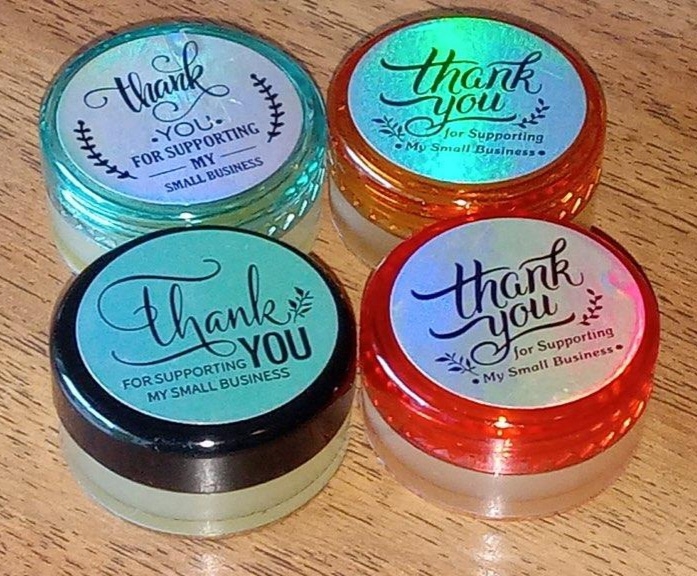 thank
•YOU•
FOR SUPPORTING
MY
SMALL BUSINESS
thank
you
for Supporting
•My Small Business•
Thank
YOU
FOR SUPPORTING
MY SMALL BUSINESS
thank
you
for Supporting
•My Small Business•